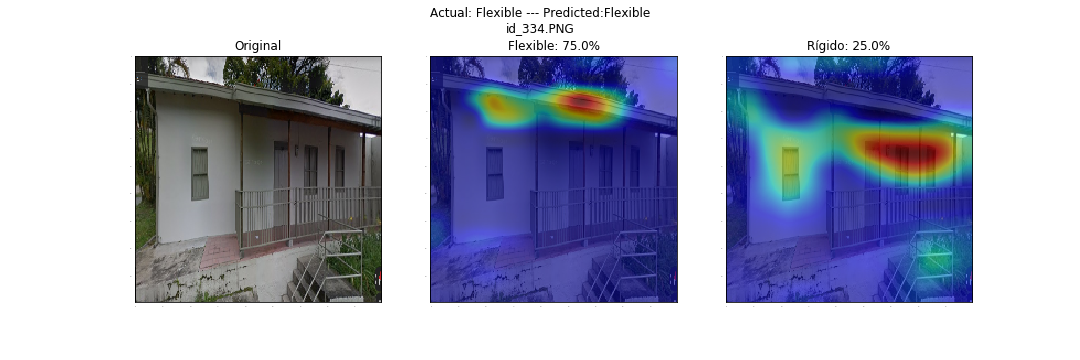 Actual: Flexible --- Predicted:Flexible
id_334.PNG
Original
Flexible: 75.0%
Rígido: 25.0%